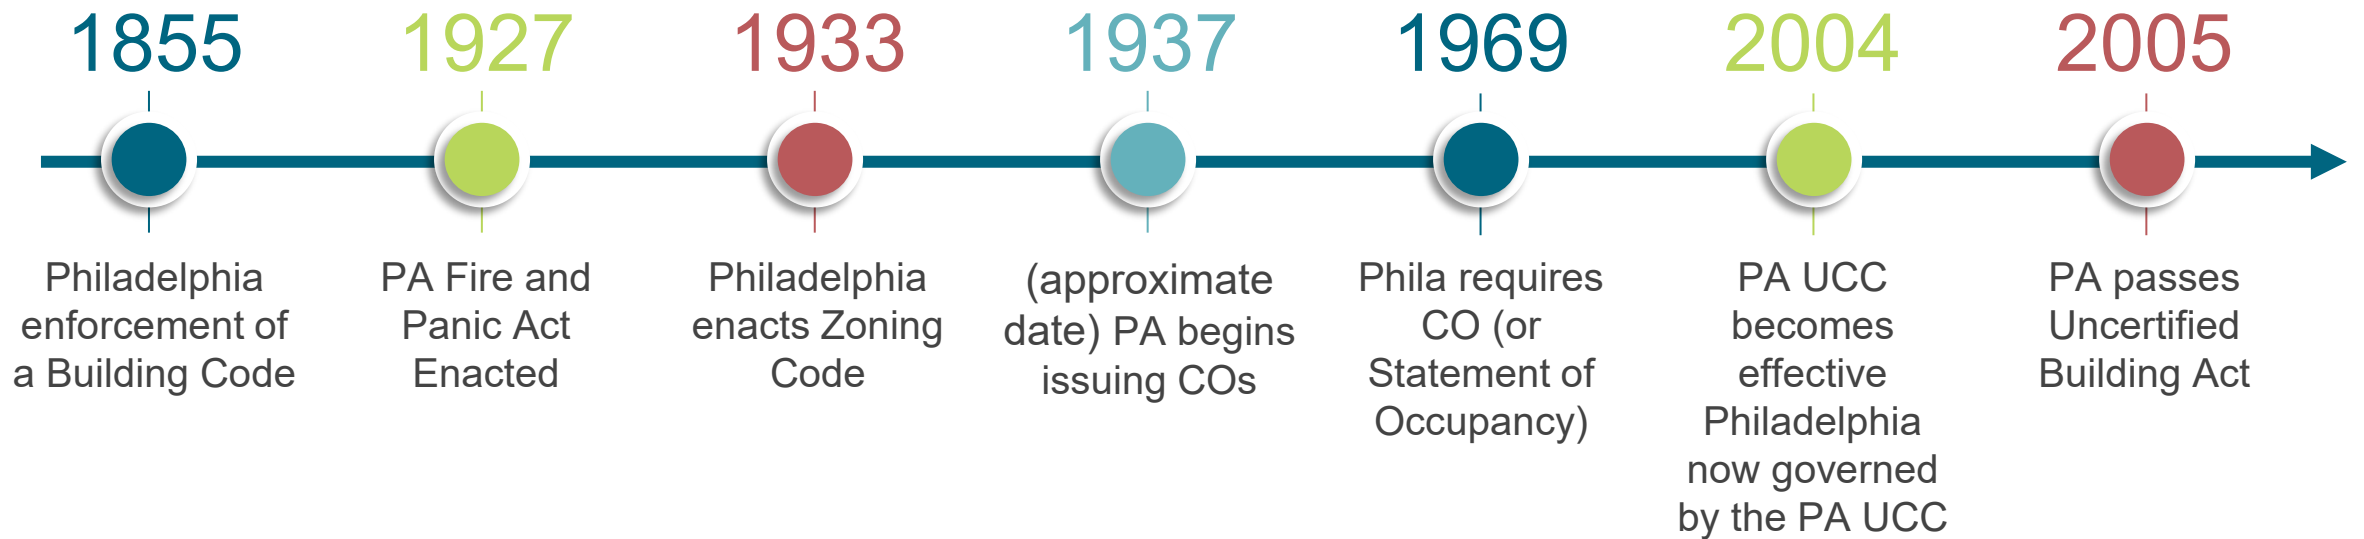 1855
Philadelphia
enforcement of
a Building Code
1927
PA Fire and
Panic Act
Enacted
1933
Philadelphia
enacts Zoning
Code
1937
(approximate
date) PA begins
issuing COs
1969
Phila requires
CO (or
Statement of
Occupancy)
2004
PA UCC
becomes
effective
Philadelphia
now governed
by the PA UCC
2005
PA passes
Uncertified
Building Act